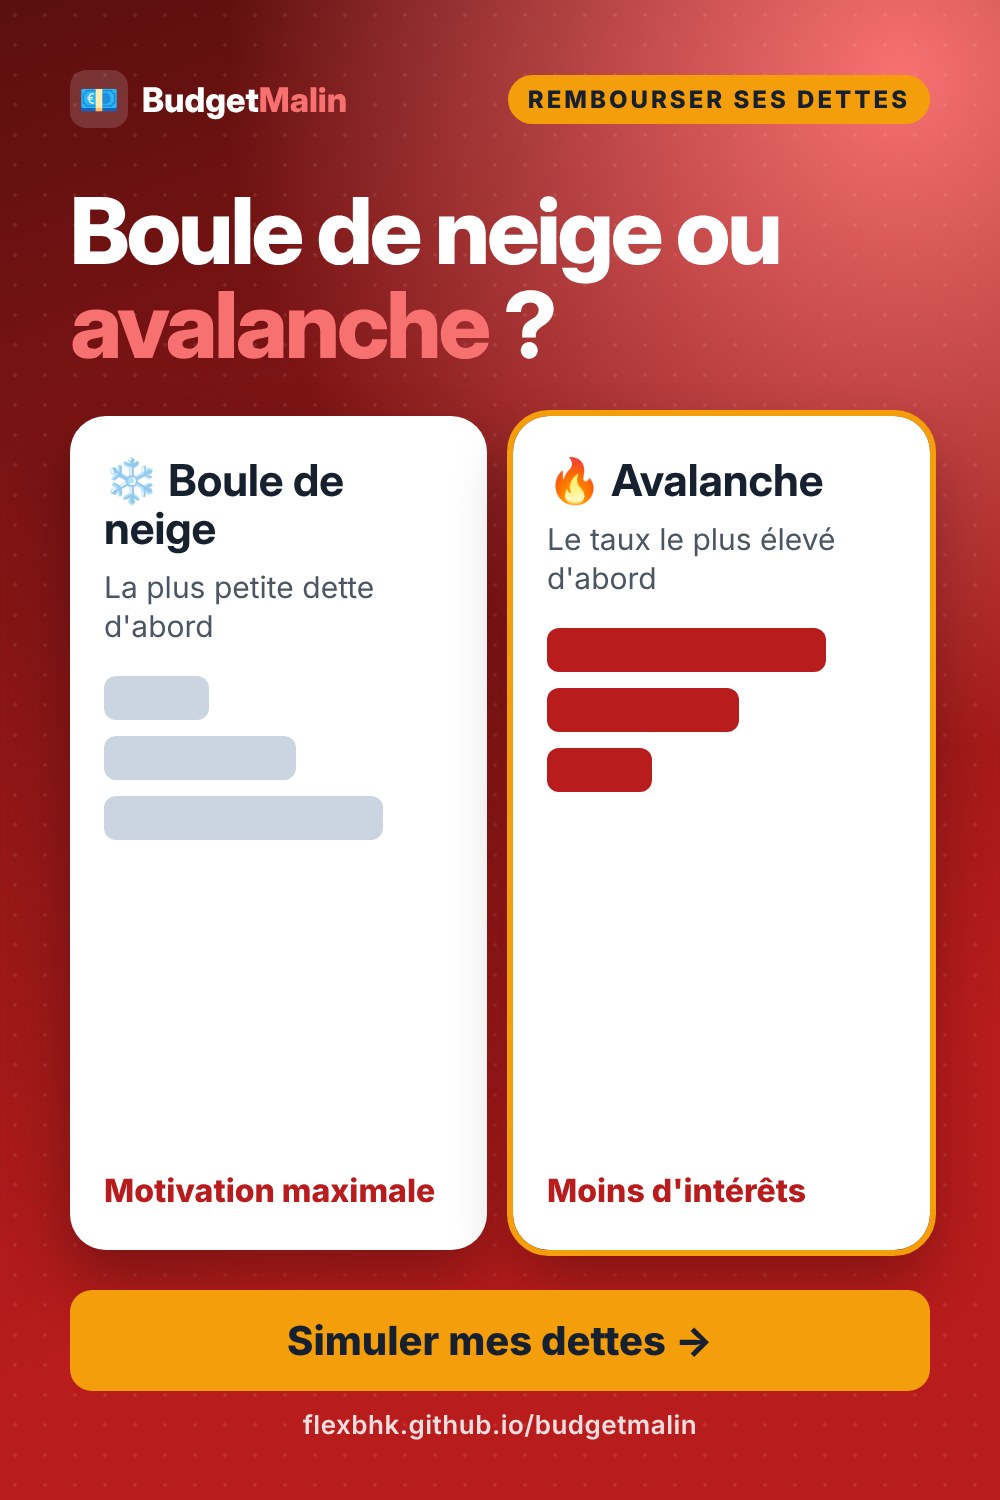 BudgetMalin
REMBOURSER SES DETTES
Boule de neige ou
avalanche ?
Boule de
neige
La plus petite dette
d'abord
Motivation maximale
Avalanche
Le taux le plus élevé
d'abord
Moins d'intérêts
Simuler mes dettes →
flexbhk.github.io/budgetmalin